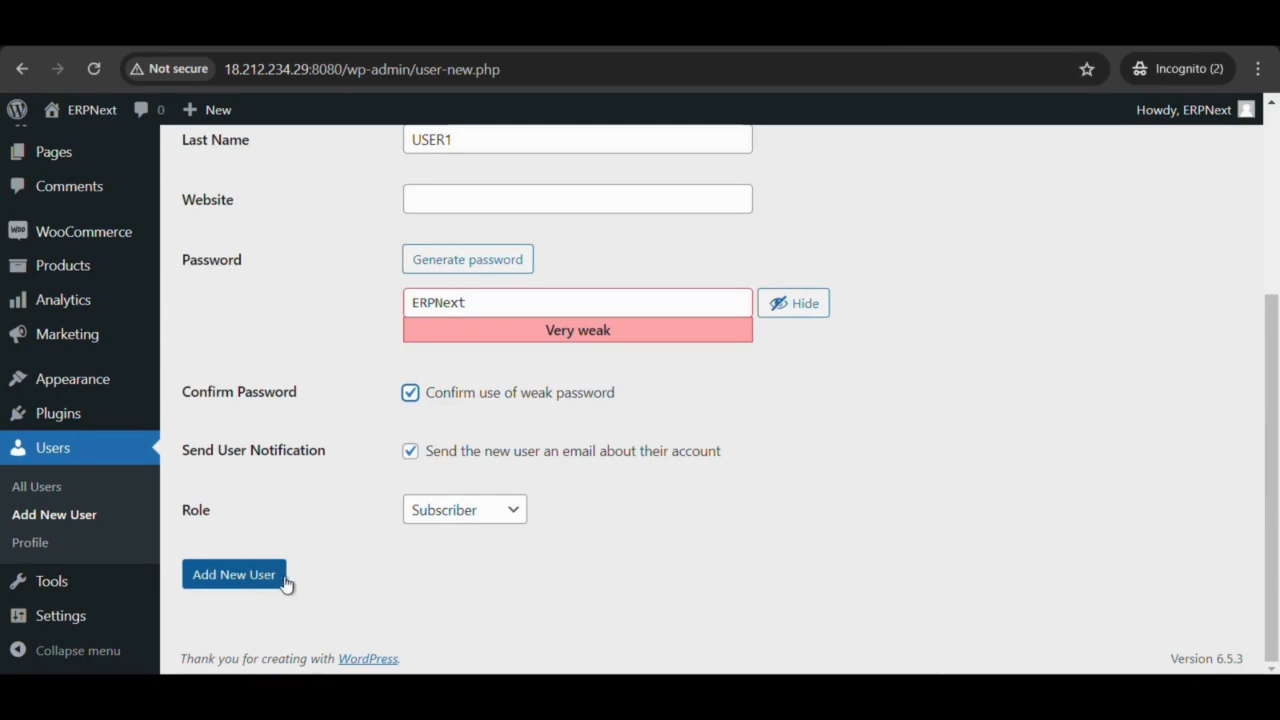 Not secure 18.212.234.29:8080/wp-admin/user-new.php Incognito (2)
ERPNext 0 New Howdy, ERPNext
Pages
Comments
WooCommerce
Products
Analytics
Marketing
Appearance
Plugins
Users
All Users
Add New User
Profile
Tools
Settings
Collapse menu
Last Name USER1
Website
Password Generate password
ERPNext Hide
Very weak
Confirm Password Confirm use of weak password
Send User Notification Send the new user an email about their account
Role Subscriber
Add New User
Thank you for creating with WordPress. Version 6.5.3